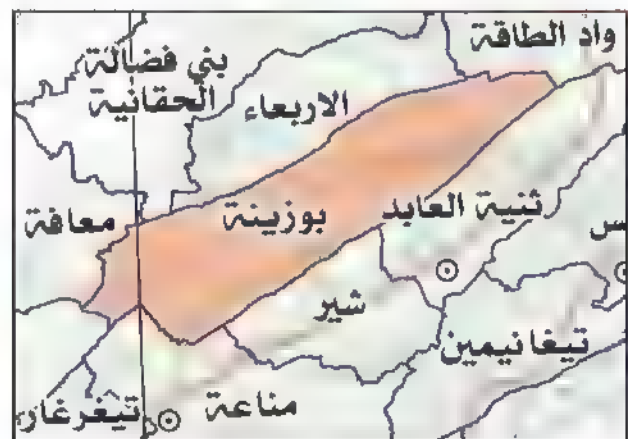 واد الطاقة
بني فضالة
الحقانية
الاربعاء
معافة
بوزينة
ثنية العابد
شير
تيغانيمين
مناعة
تيغرغار